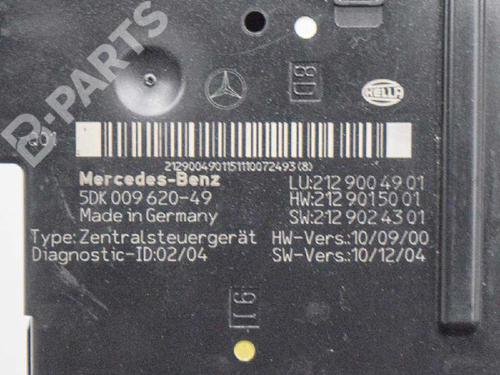 B-PARTS
8D
HELLA
Q01
2129004901151110072493(8)
Mercedes-Benz
LU:212 900 49 01
5DK 009 620-49
HW:212 901 50 01
Made in Germany
SW:212 902 43 01
Type: Zentralsteuergerät
HW-Vers.:10/09/00
Diagnostic-ID:02/04
SW-Vers.:10/12/04